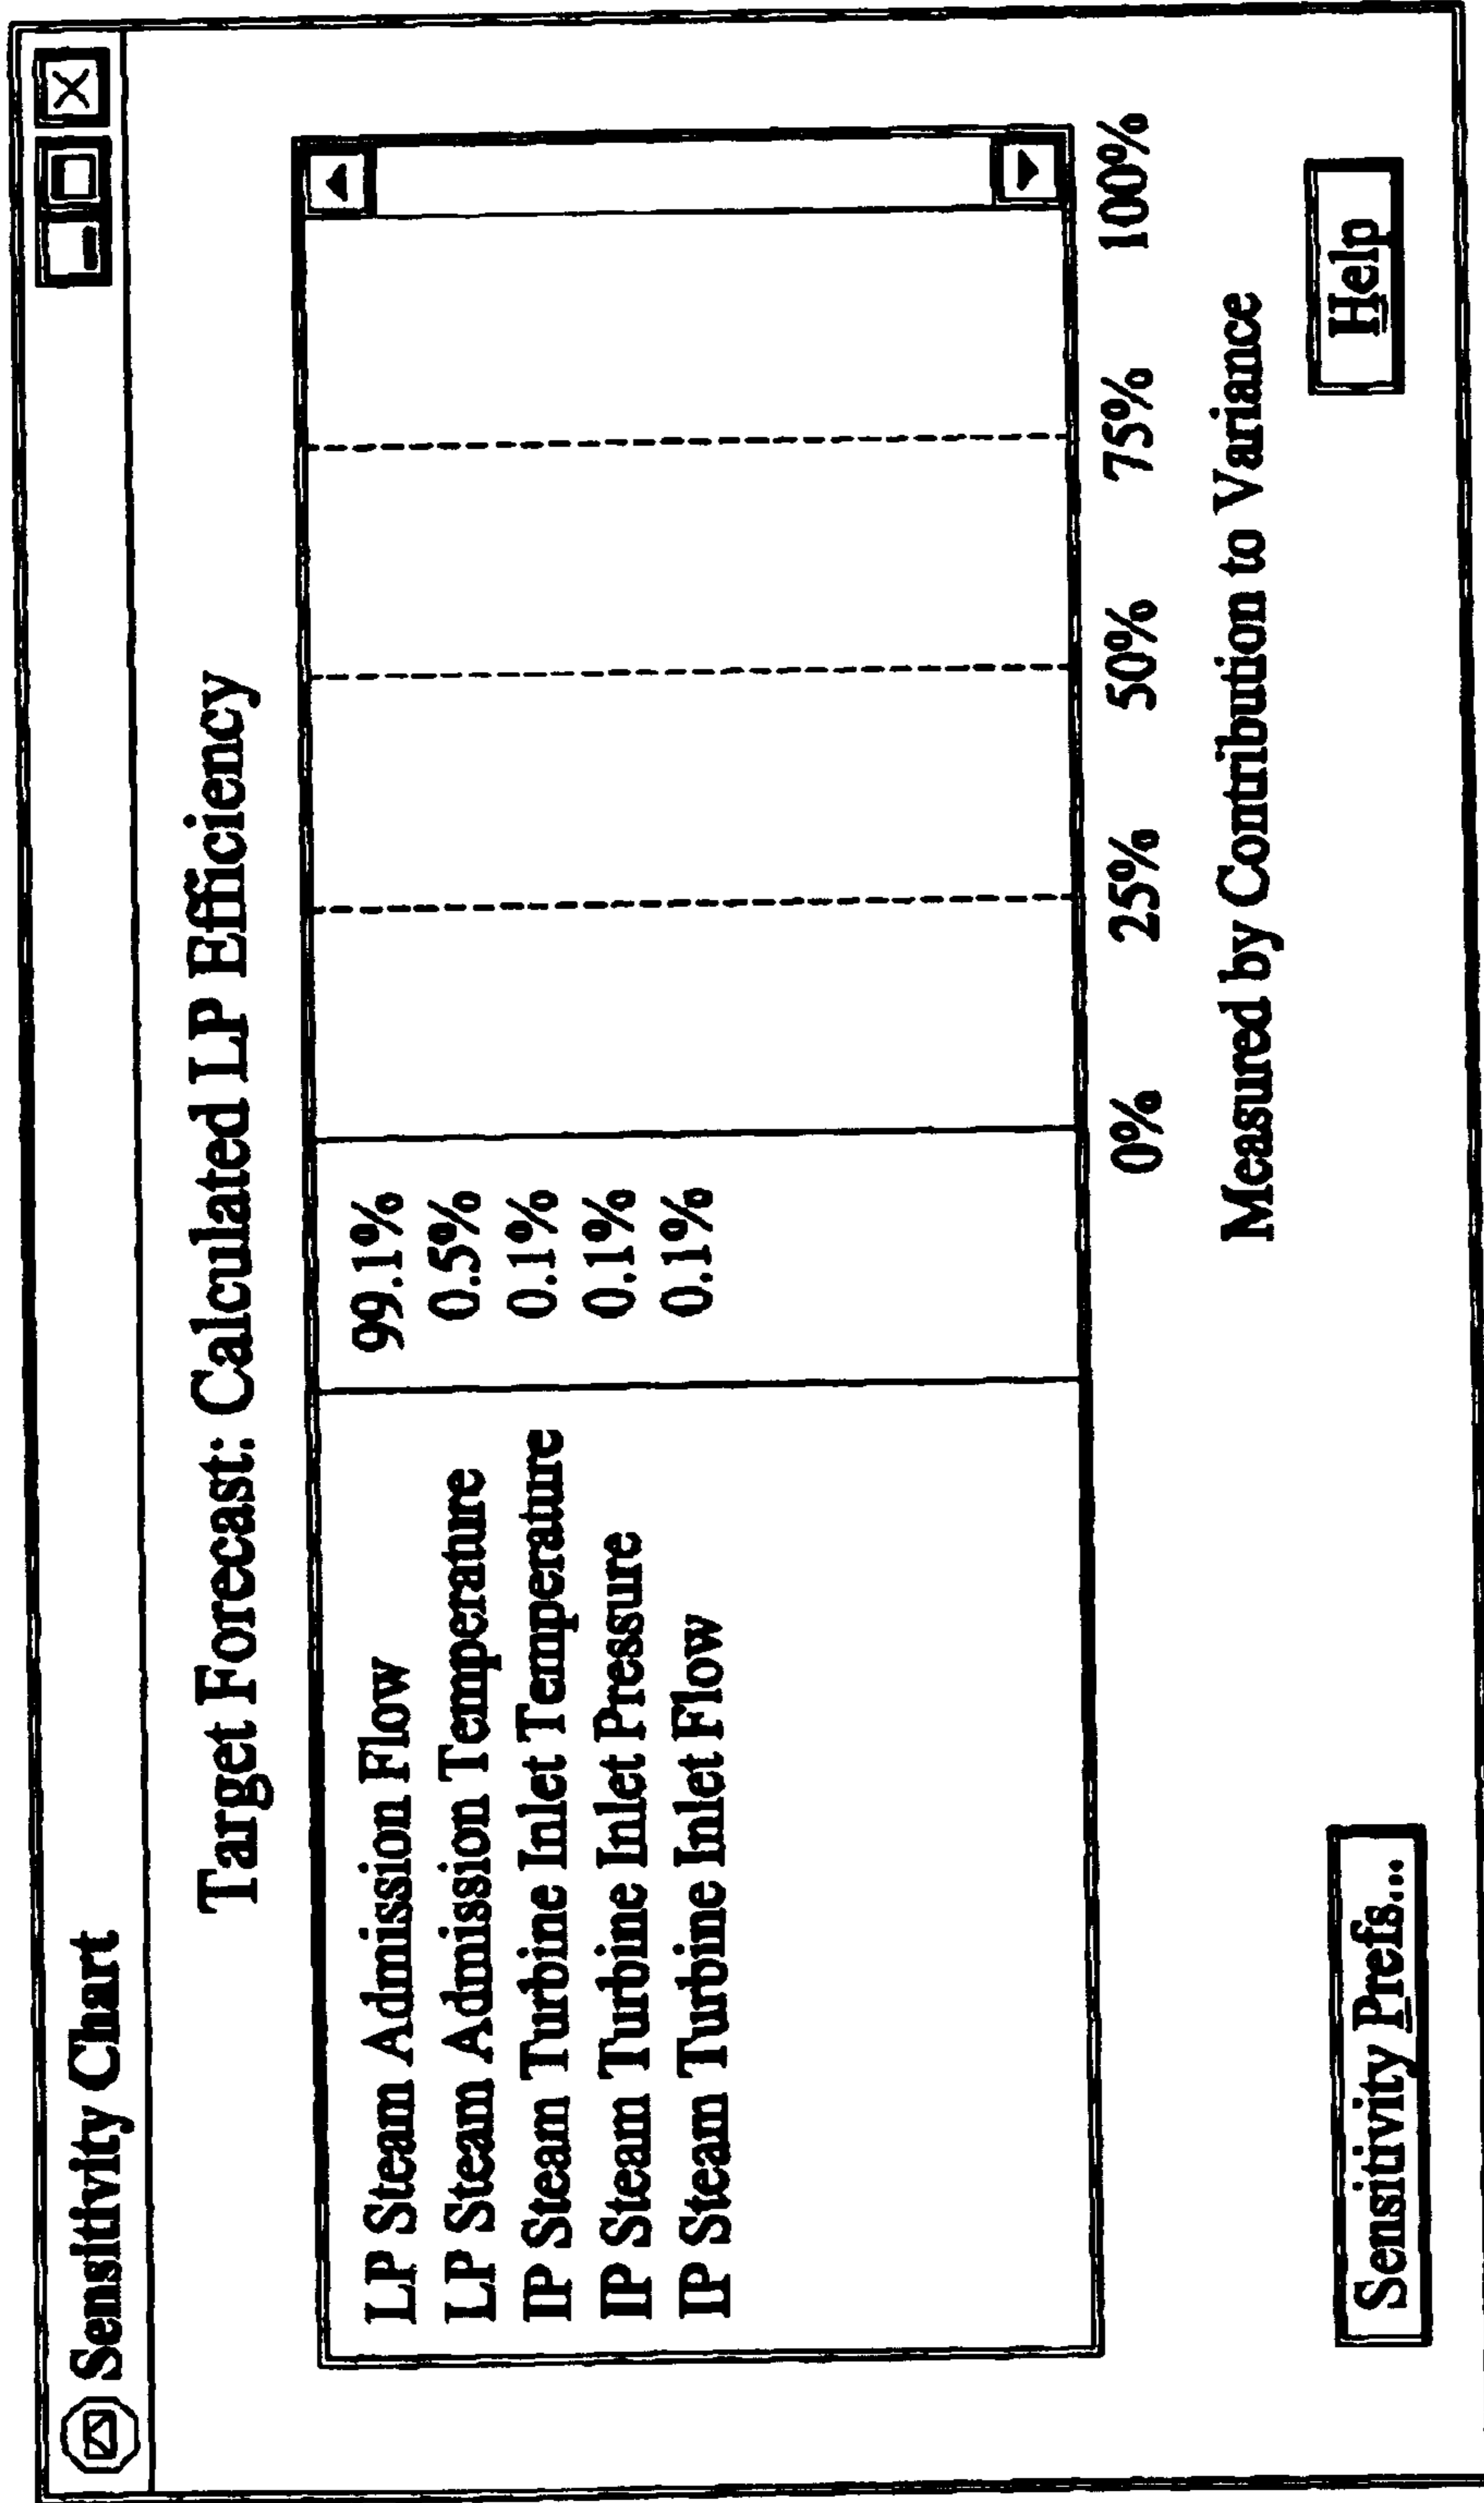 Sensitivity Chart
Target Forecast: Calculated LP Efficiency
LP Steam Admission Flow 99.1%
LP Steam Admission Temperature 0.5%
IP Steam Turbine Inlet Temperature 0.1%
IP Steam Turbine Inlet Pressure 0.1%
IP Steam Turbine Inlet Flow 0.1%
0% 25% 50% 75% 100%
Measured by Contribution to Variance
Sensitivity Prefs... Help